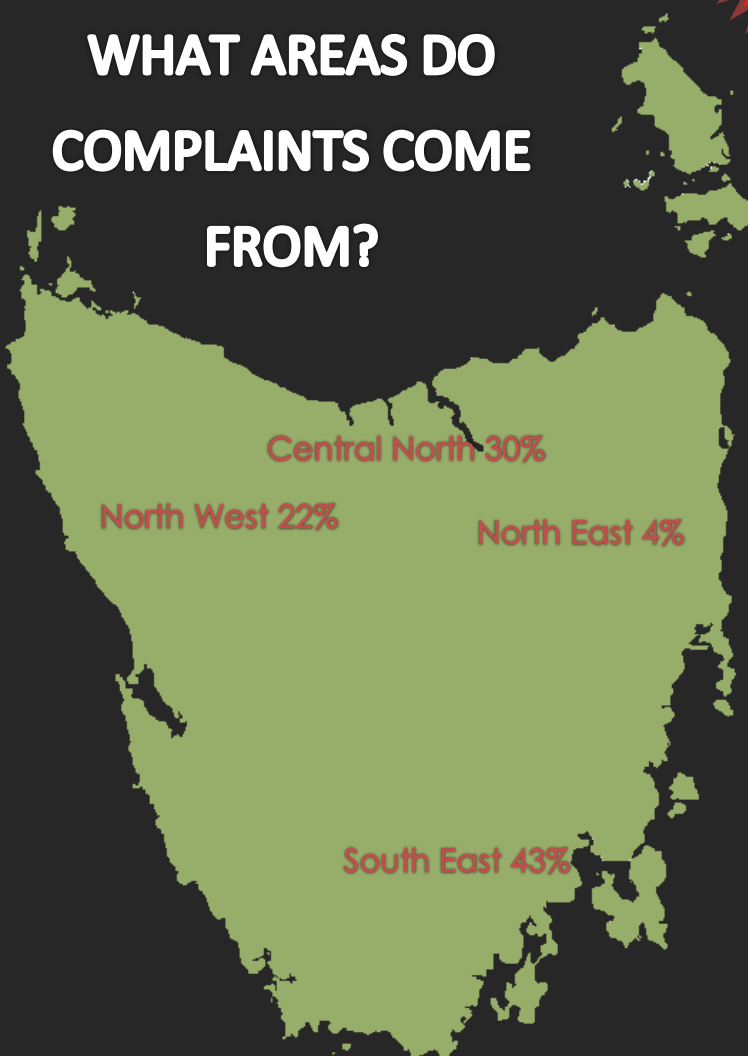 WHAT AREAS DO
COMPLAINTS COME
FROM?
Central North 30%
North West 22%
North East 4%
South East 43%